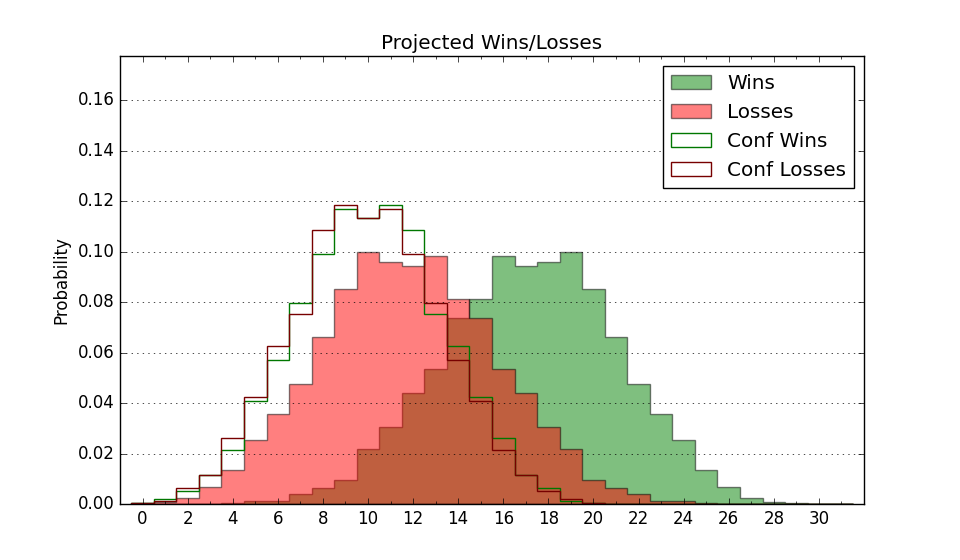 Projected Wins/Losses
Wins
Losses
Conf Wins
Conf Losses
Probability
0.16
0.14
0.12
0.10
0.08
0.06
0.04
0.02
0.00
0 2 4 6 8 10 12 14 16 18 20 22 24 26 28 30